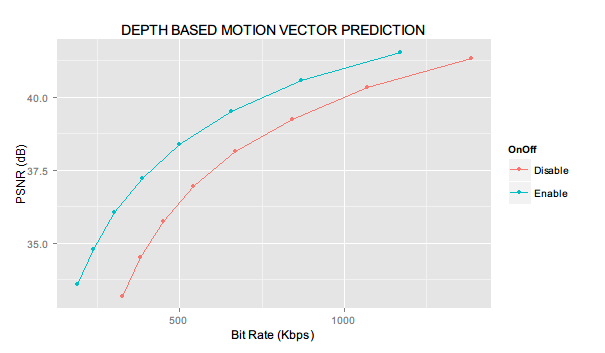 DEPTH BASED MOTION VECTOR PREDICTION
40.0
37.5
35.0
PSNR (dB)
500
1000
Bit Rate (Kbps)
OnOff
Disable
Enable